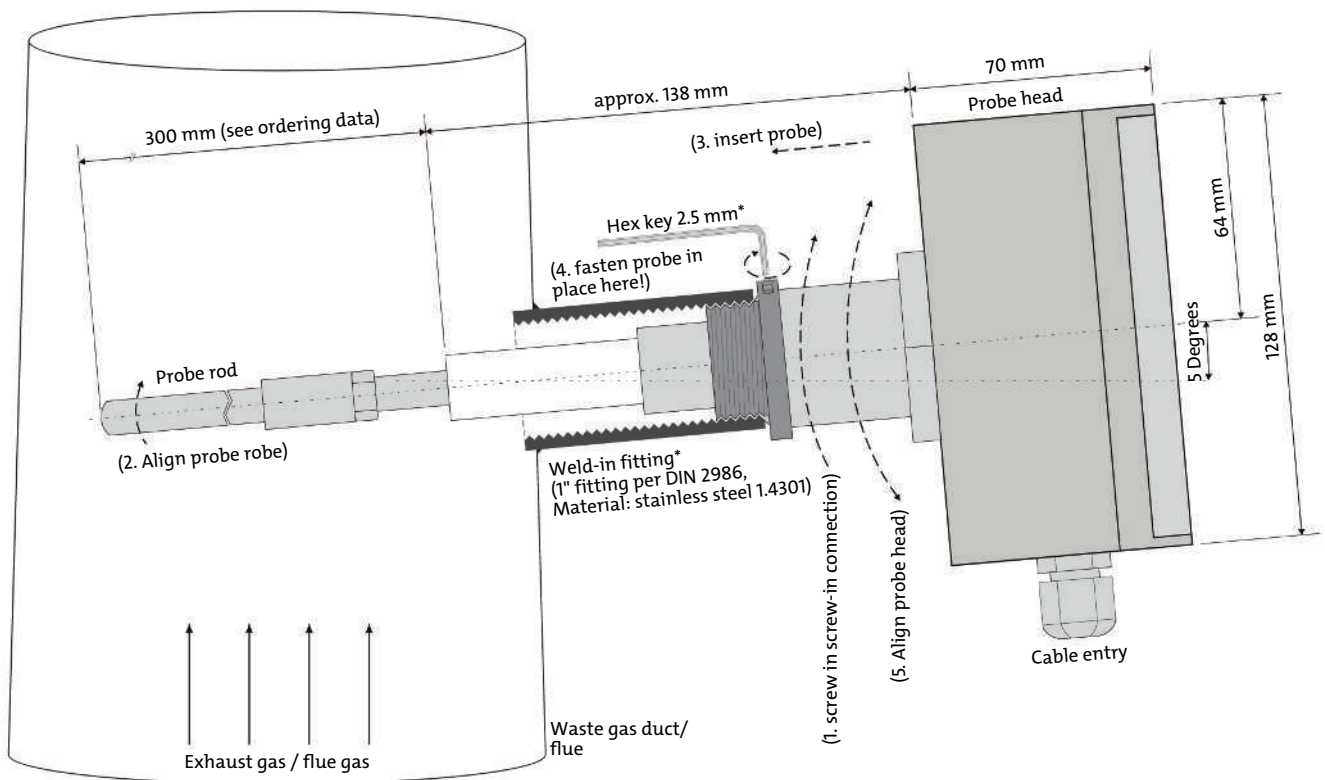 70 mm
approx. 138 mm
Probe head
300 mm (see ordering data)
(3. insert probe)
64 mm
128 mm
Hex key 2.5 mm*
(4. fasten probe in
place here!)
5 Degrees
Probe rod
(2. Align probe robe)
Weld-in fitting*
(1" fitting per DIN 2986,
Material: stainless steel 1.4301)
(1. screw in screw-in connection)
(5. Align probe head)
Cable entry
Waste gas duct/
flue
Exhaust gas / flue gas